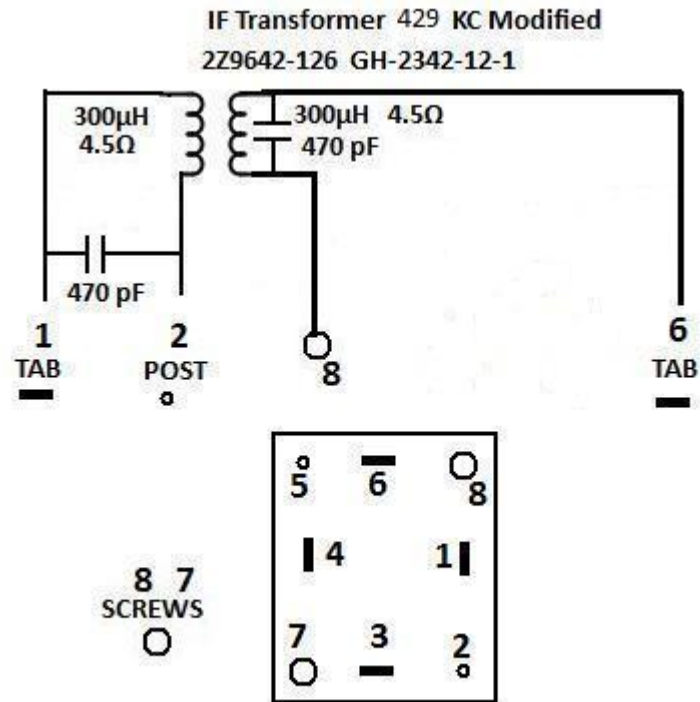 IF Transformer 429 KC Modified
2Z9642-126 GH-2342-12-1
300µH
4.5Ω
300µH 4.5Ω
470 pF
470 pF
1
TAB
2
POST
8
6
TAB
5
6
8
4
1
8 7
SCREWS
7
3
2